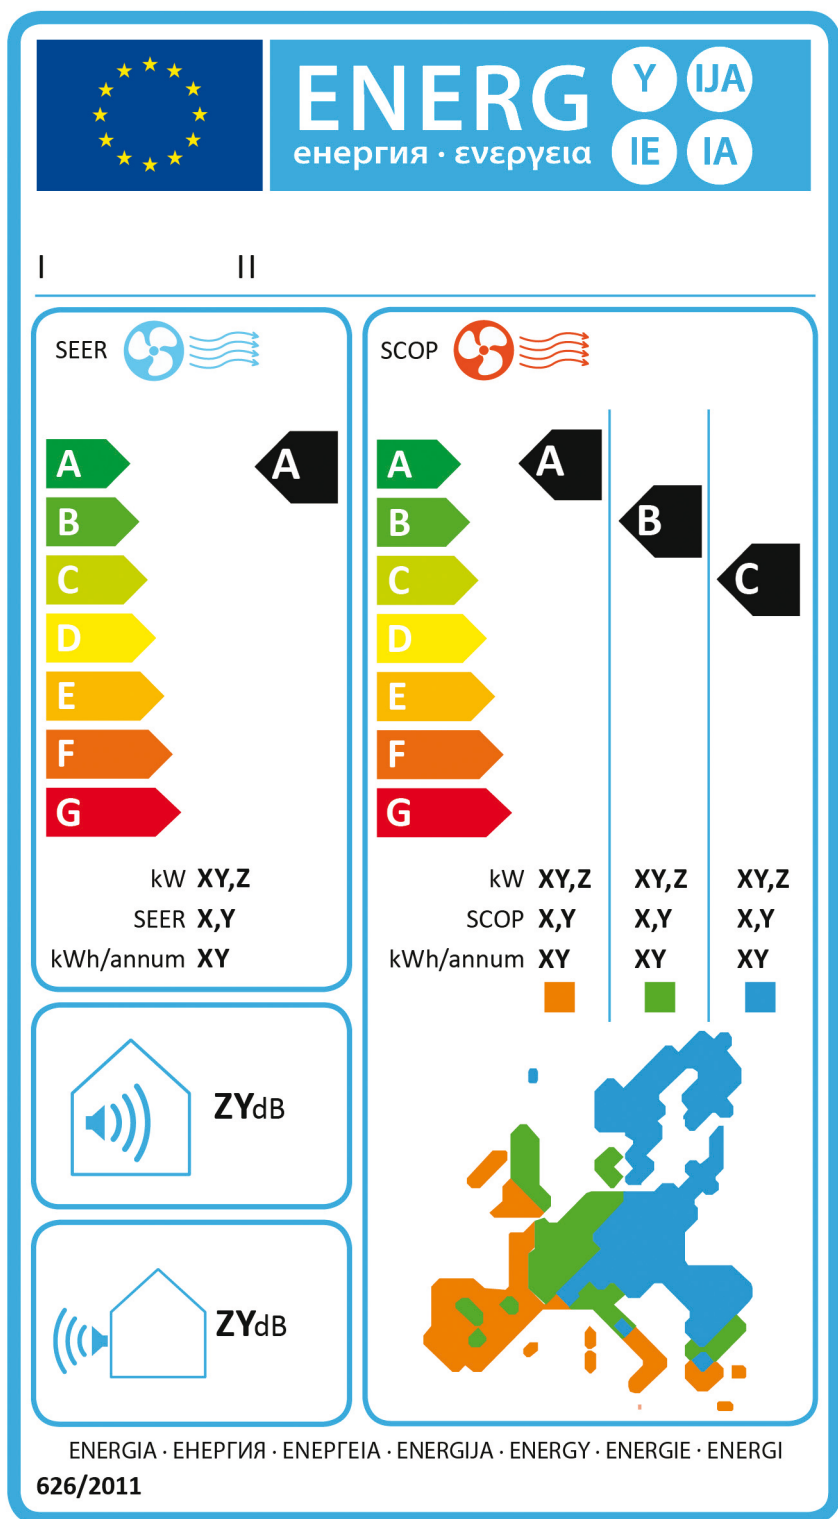 ENERG
енергия · ενεργεια
Y IJA
IE IA
I II
SEER
A
B
C
D
E
F
G
A
kW XY,Z
SEER X,Y
kWh/annum XY
SCOP
A
B
C
D
E
F
G
A
B
C
kW XY,Z XY,Z XY,Z
SCOP X,Y X,Y X,Y
kWh/annum XY XY XY
ZYdB
ZYdB
ENERGIA · ЕНЕРГИЯ · ΕΝΕΡΓΕΙΑ · ENERGIJA · ENERGY · ENERGIE · ENERGI
626/2011